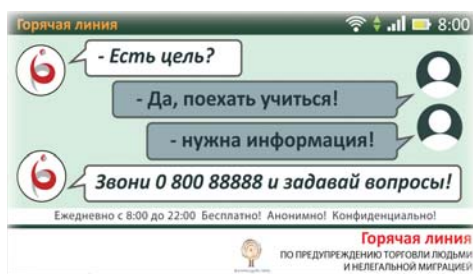 Горячая линия 8:00
- Есть цель?
- Да, поехать учиться!
- нужна информация!
Звони 0 800 88888 и задавай вопросы!
Ежедневно с 8:00 до 22:00 Бесплатно! Анонимно! Конфиденциально!
Горячая линия
ПО ПРЕДУПРЕЖДЕНИЮ ТОРГОВЛИ ЛЮДЬМИ
И НЕЛЕГАЛЬНОЙ МИГРАЦИЕЙ